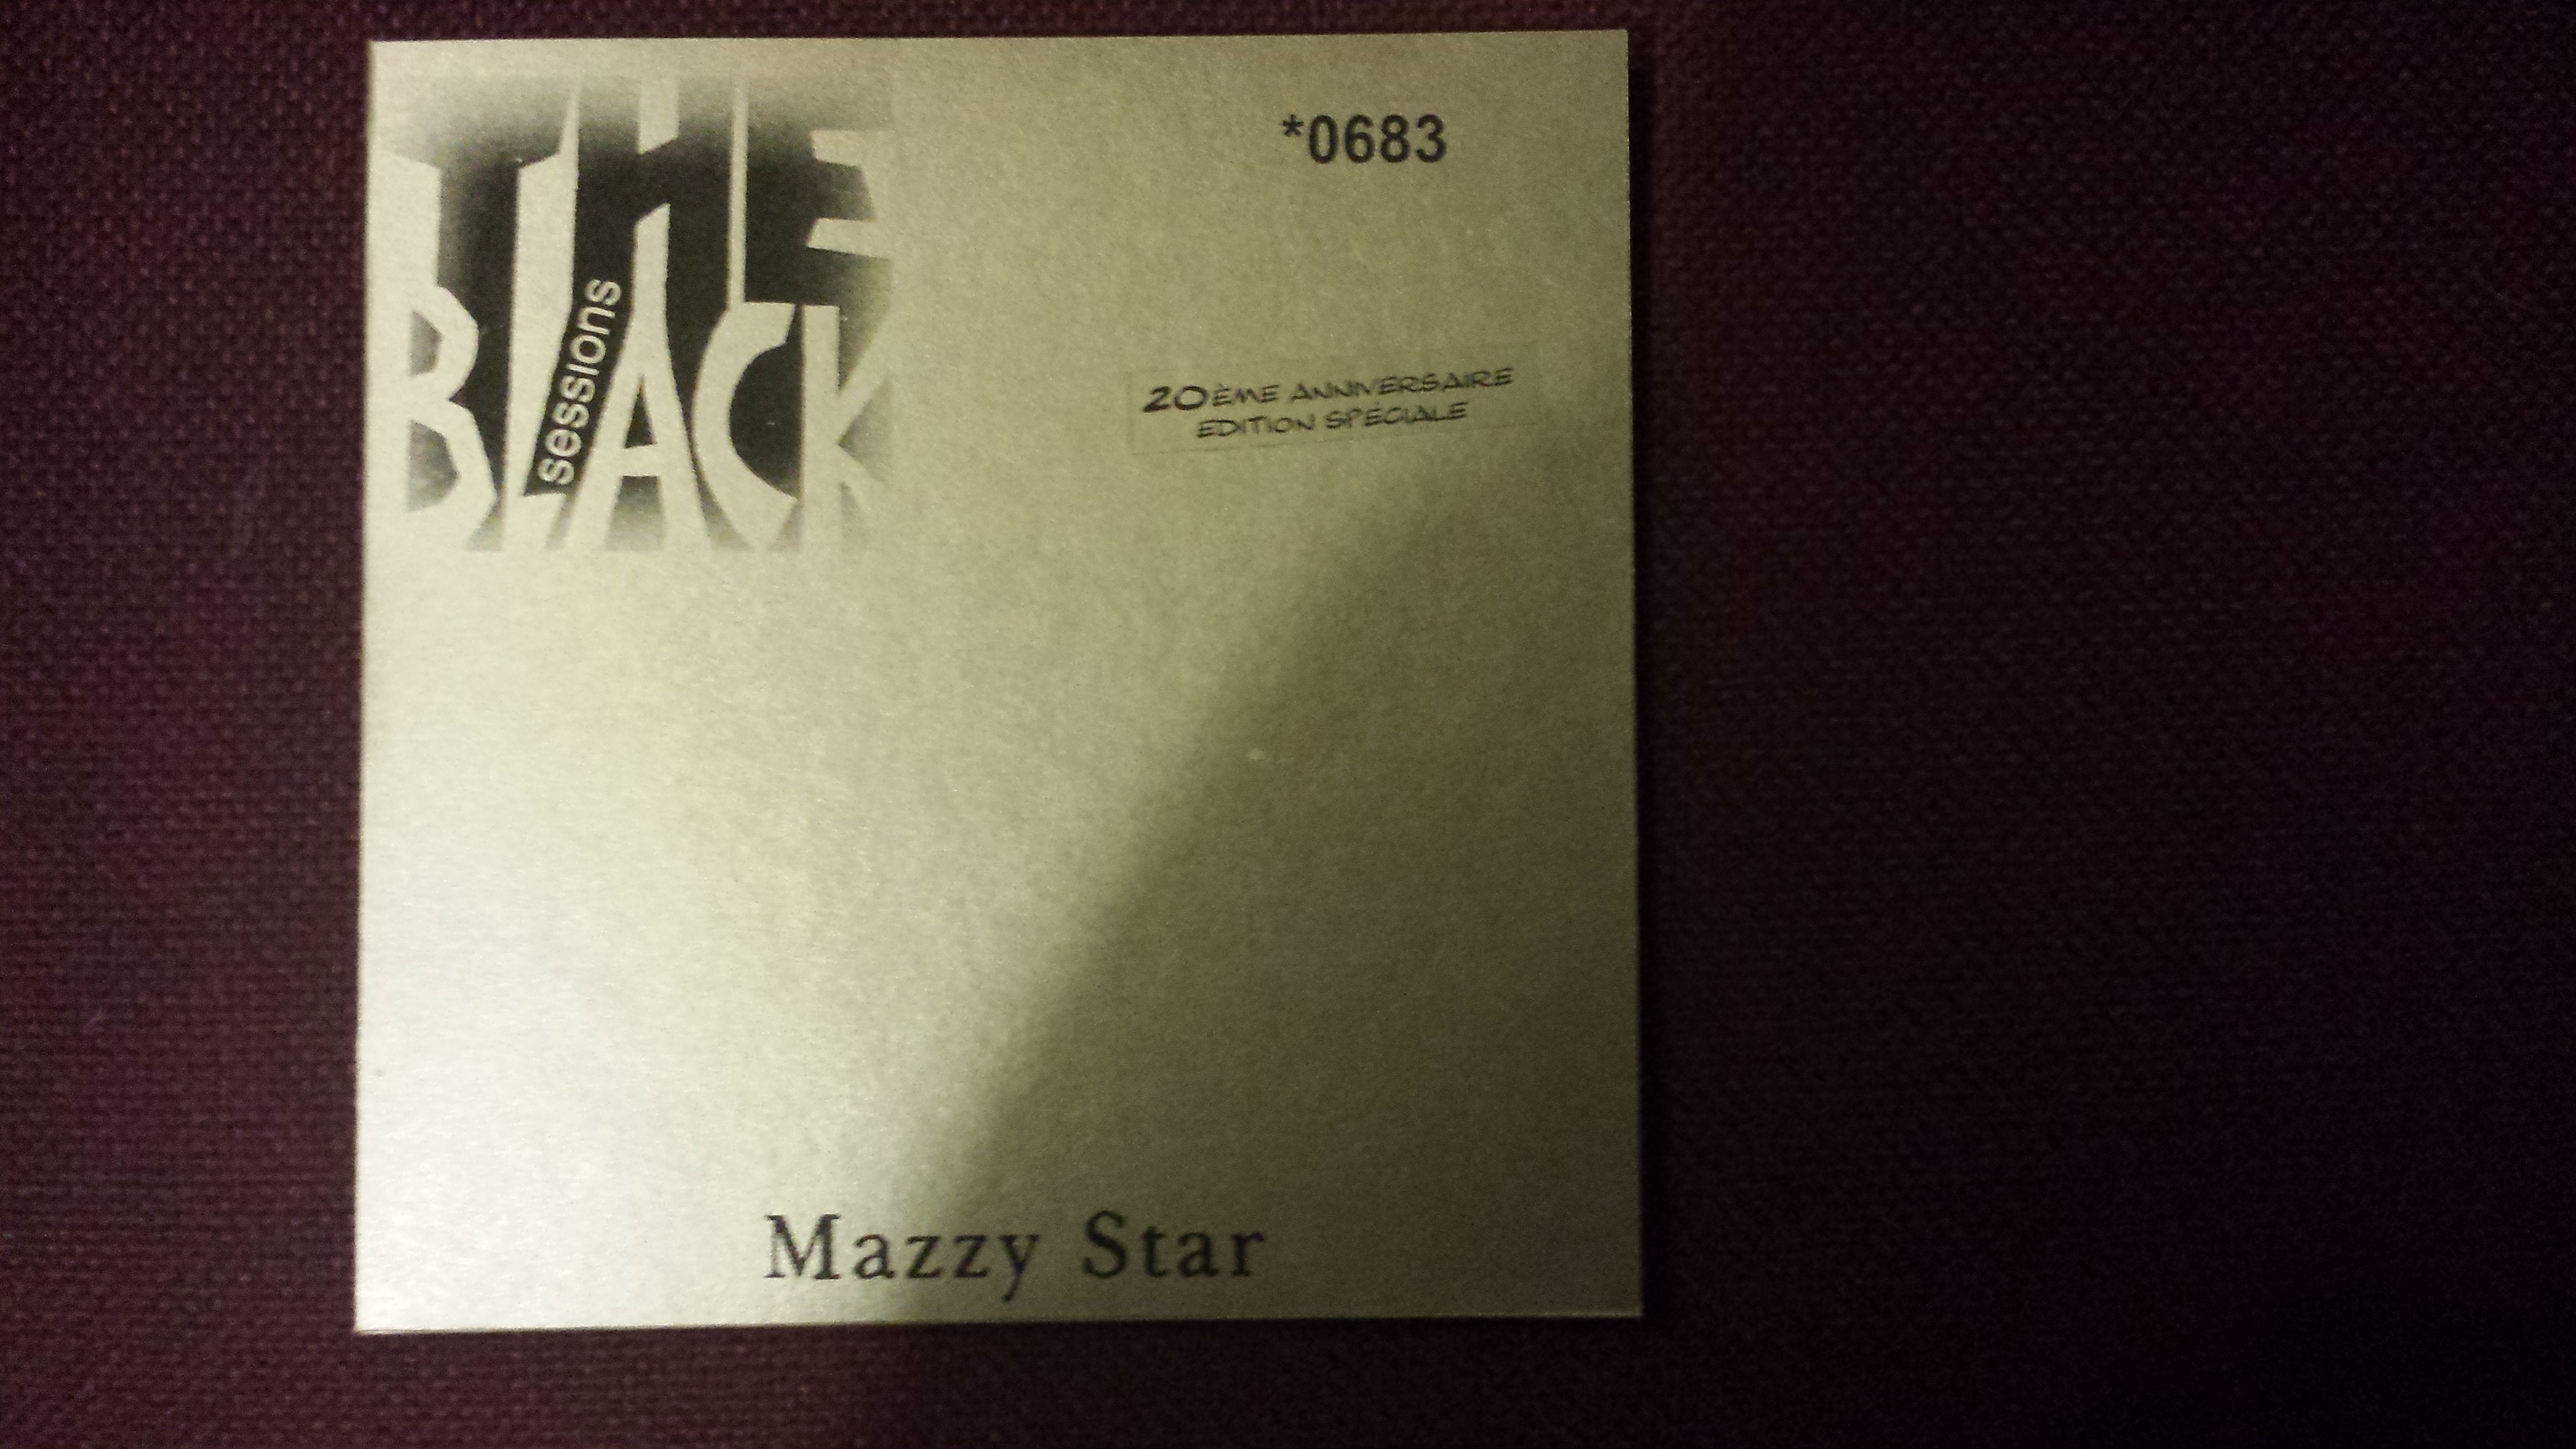 THE
BLACK
sessions
*0683
20ÈME ANNIVERSAIRE
EDITION SPÉCIALE
Mazzy Star